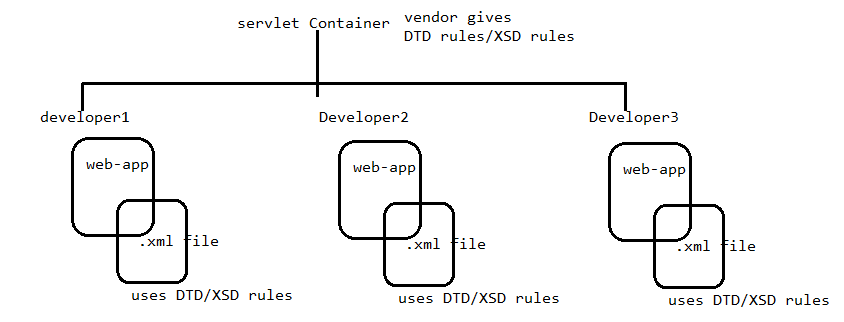 servlet Container
vendor gives
DTD rules/XSD rules
developer1
Developer2
Developer3
web-app
web-app
web-app
.xml file
.xml file
.xml file
uses DTD/XSD rules
uses DTD/XSD rules
uses DTD/XSD rules